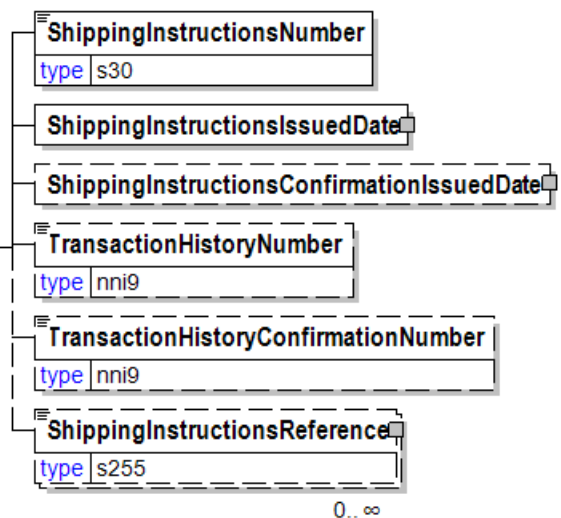 ShippingInstructionsNumber
type s30
ShippingInstructionsIssuedDate
ShippingInstructionsConfirmationIssuedDate
TransactionHistoryNumber
type nni9
TransactionHistoryConfirmationNumber
type nni9
ShippingInstructionsReference
type s255
0..∞